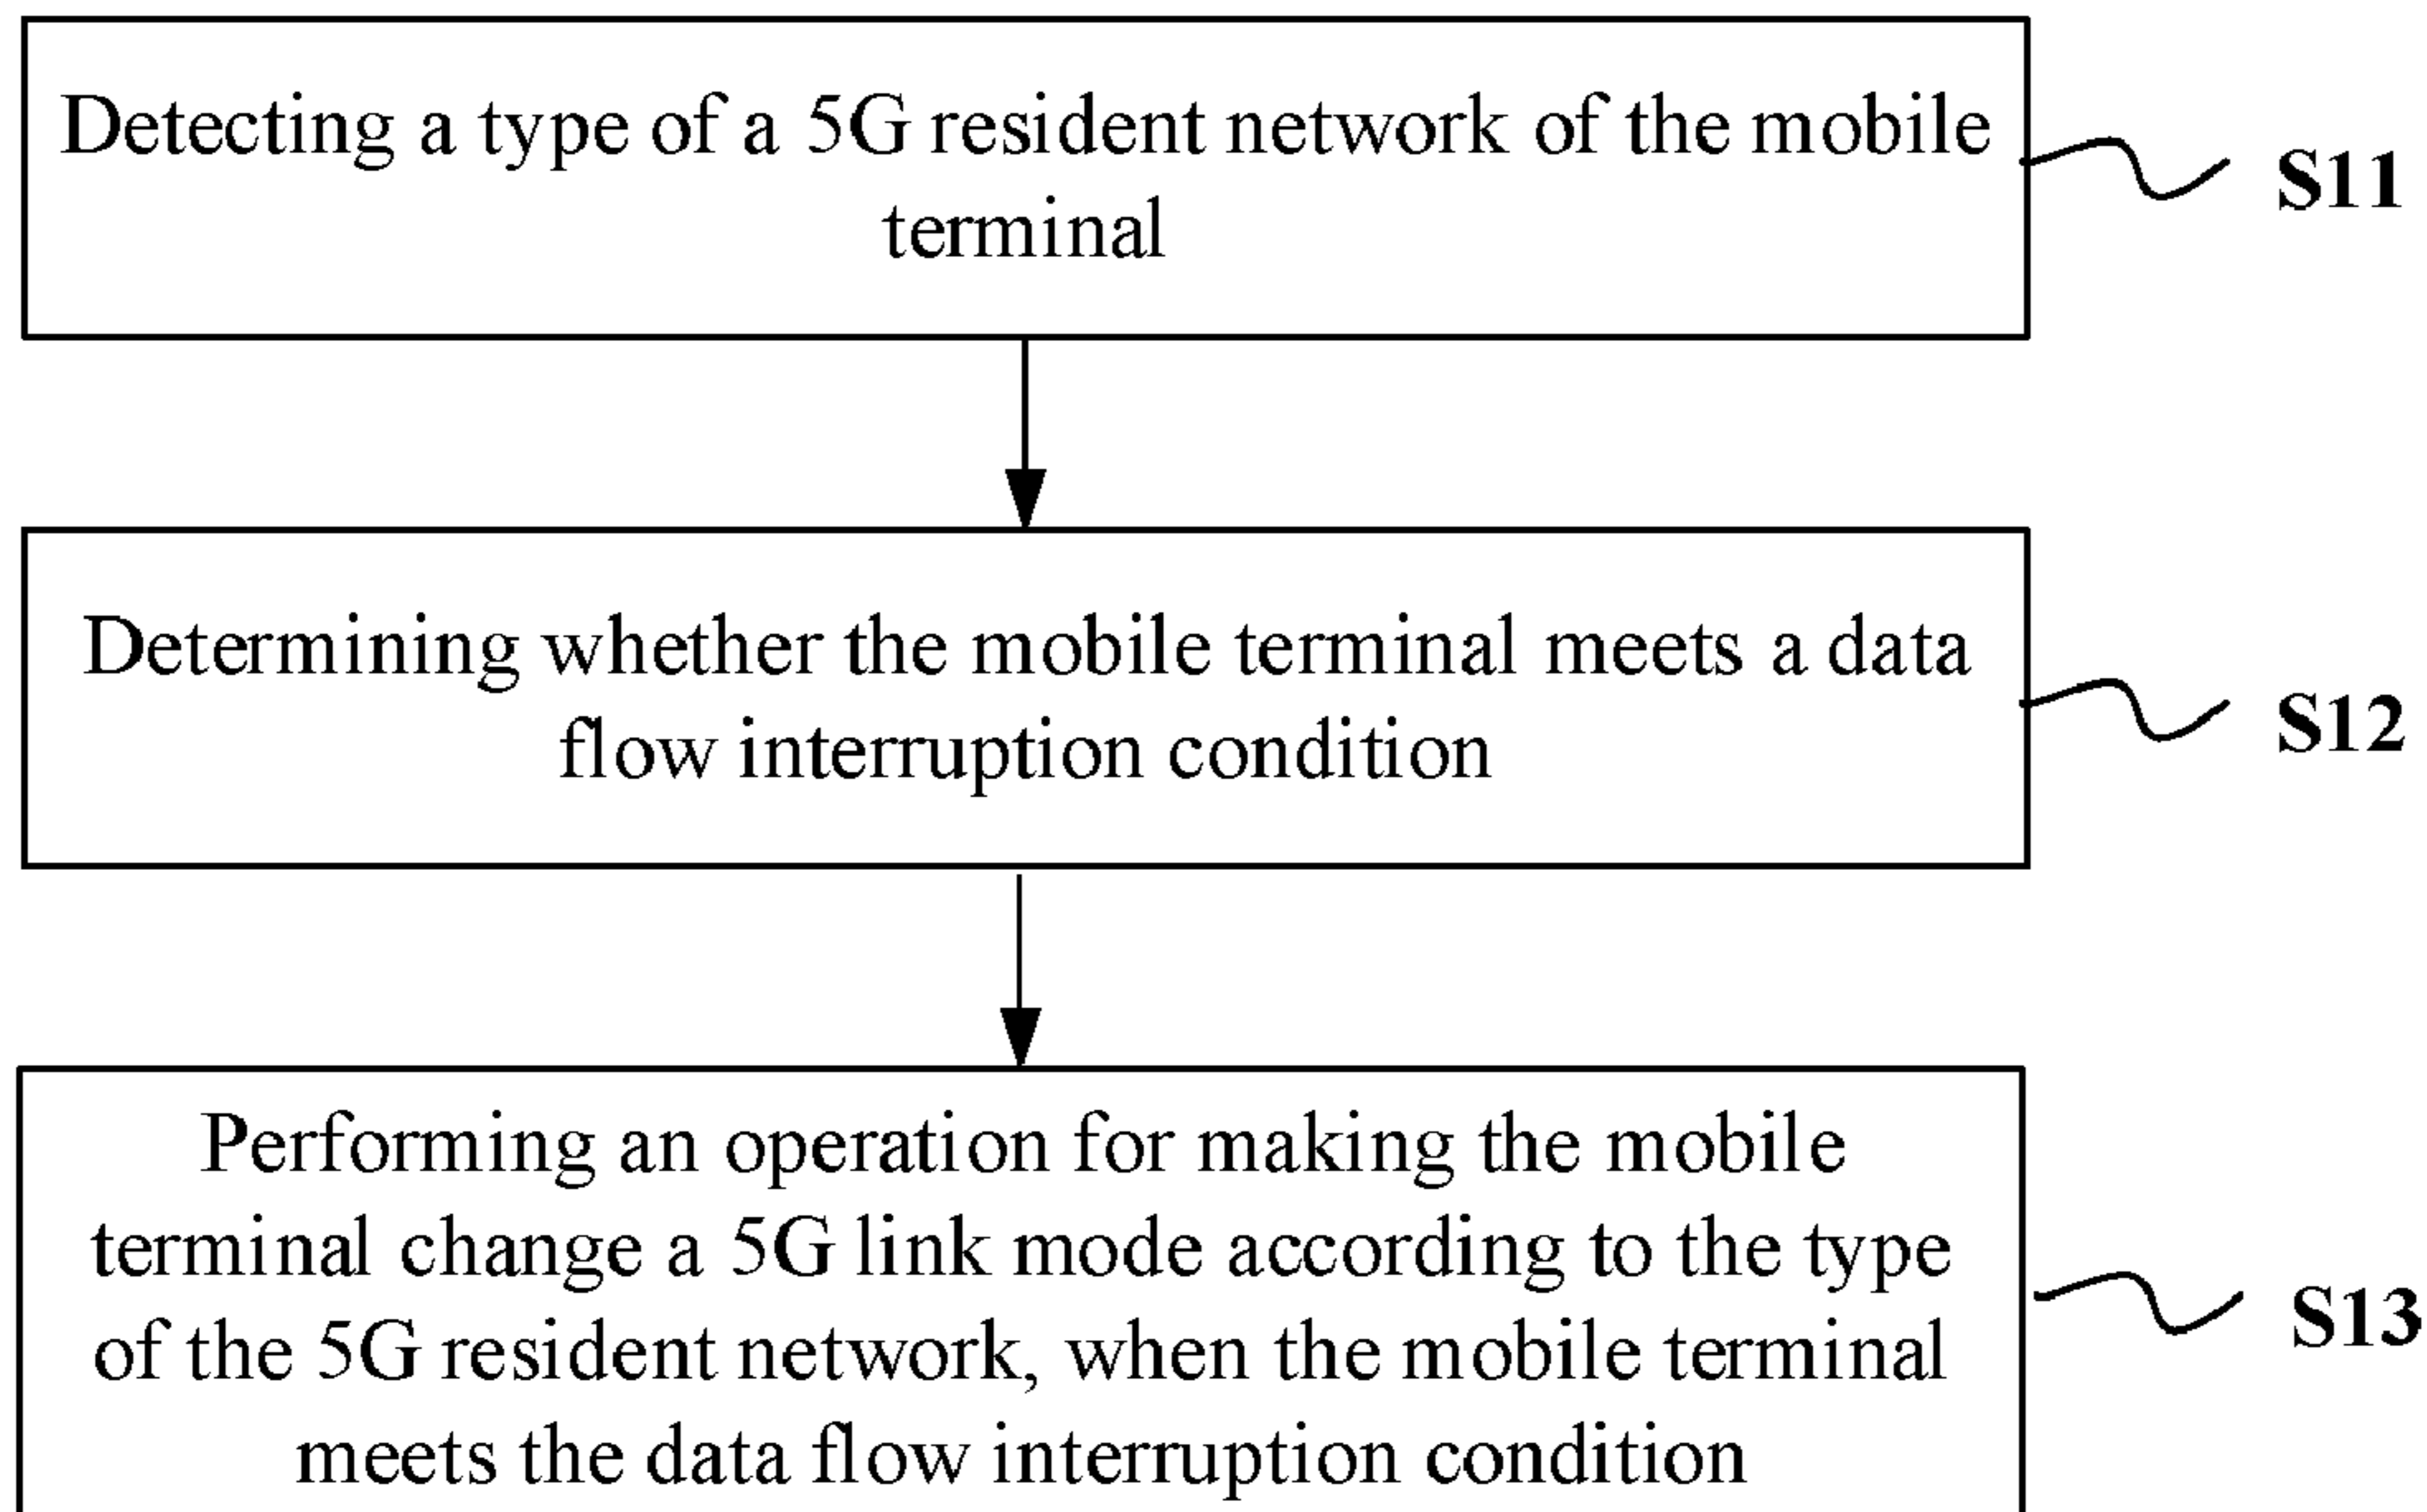 Detecting a type of a 5G resident network of the mobile
terminal
S11
Determining whether the mobile terminal meets a data
flow interruption condition
S12
Performing an operation for making the mobile
terminal change a 5G link mode according to the type
of the 5G resident network, when the mobile terminal
meets the data flow interruption condition
S13